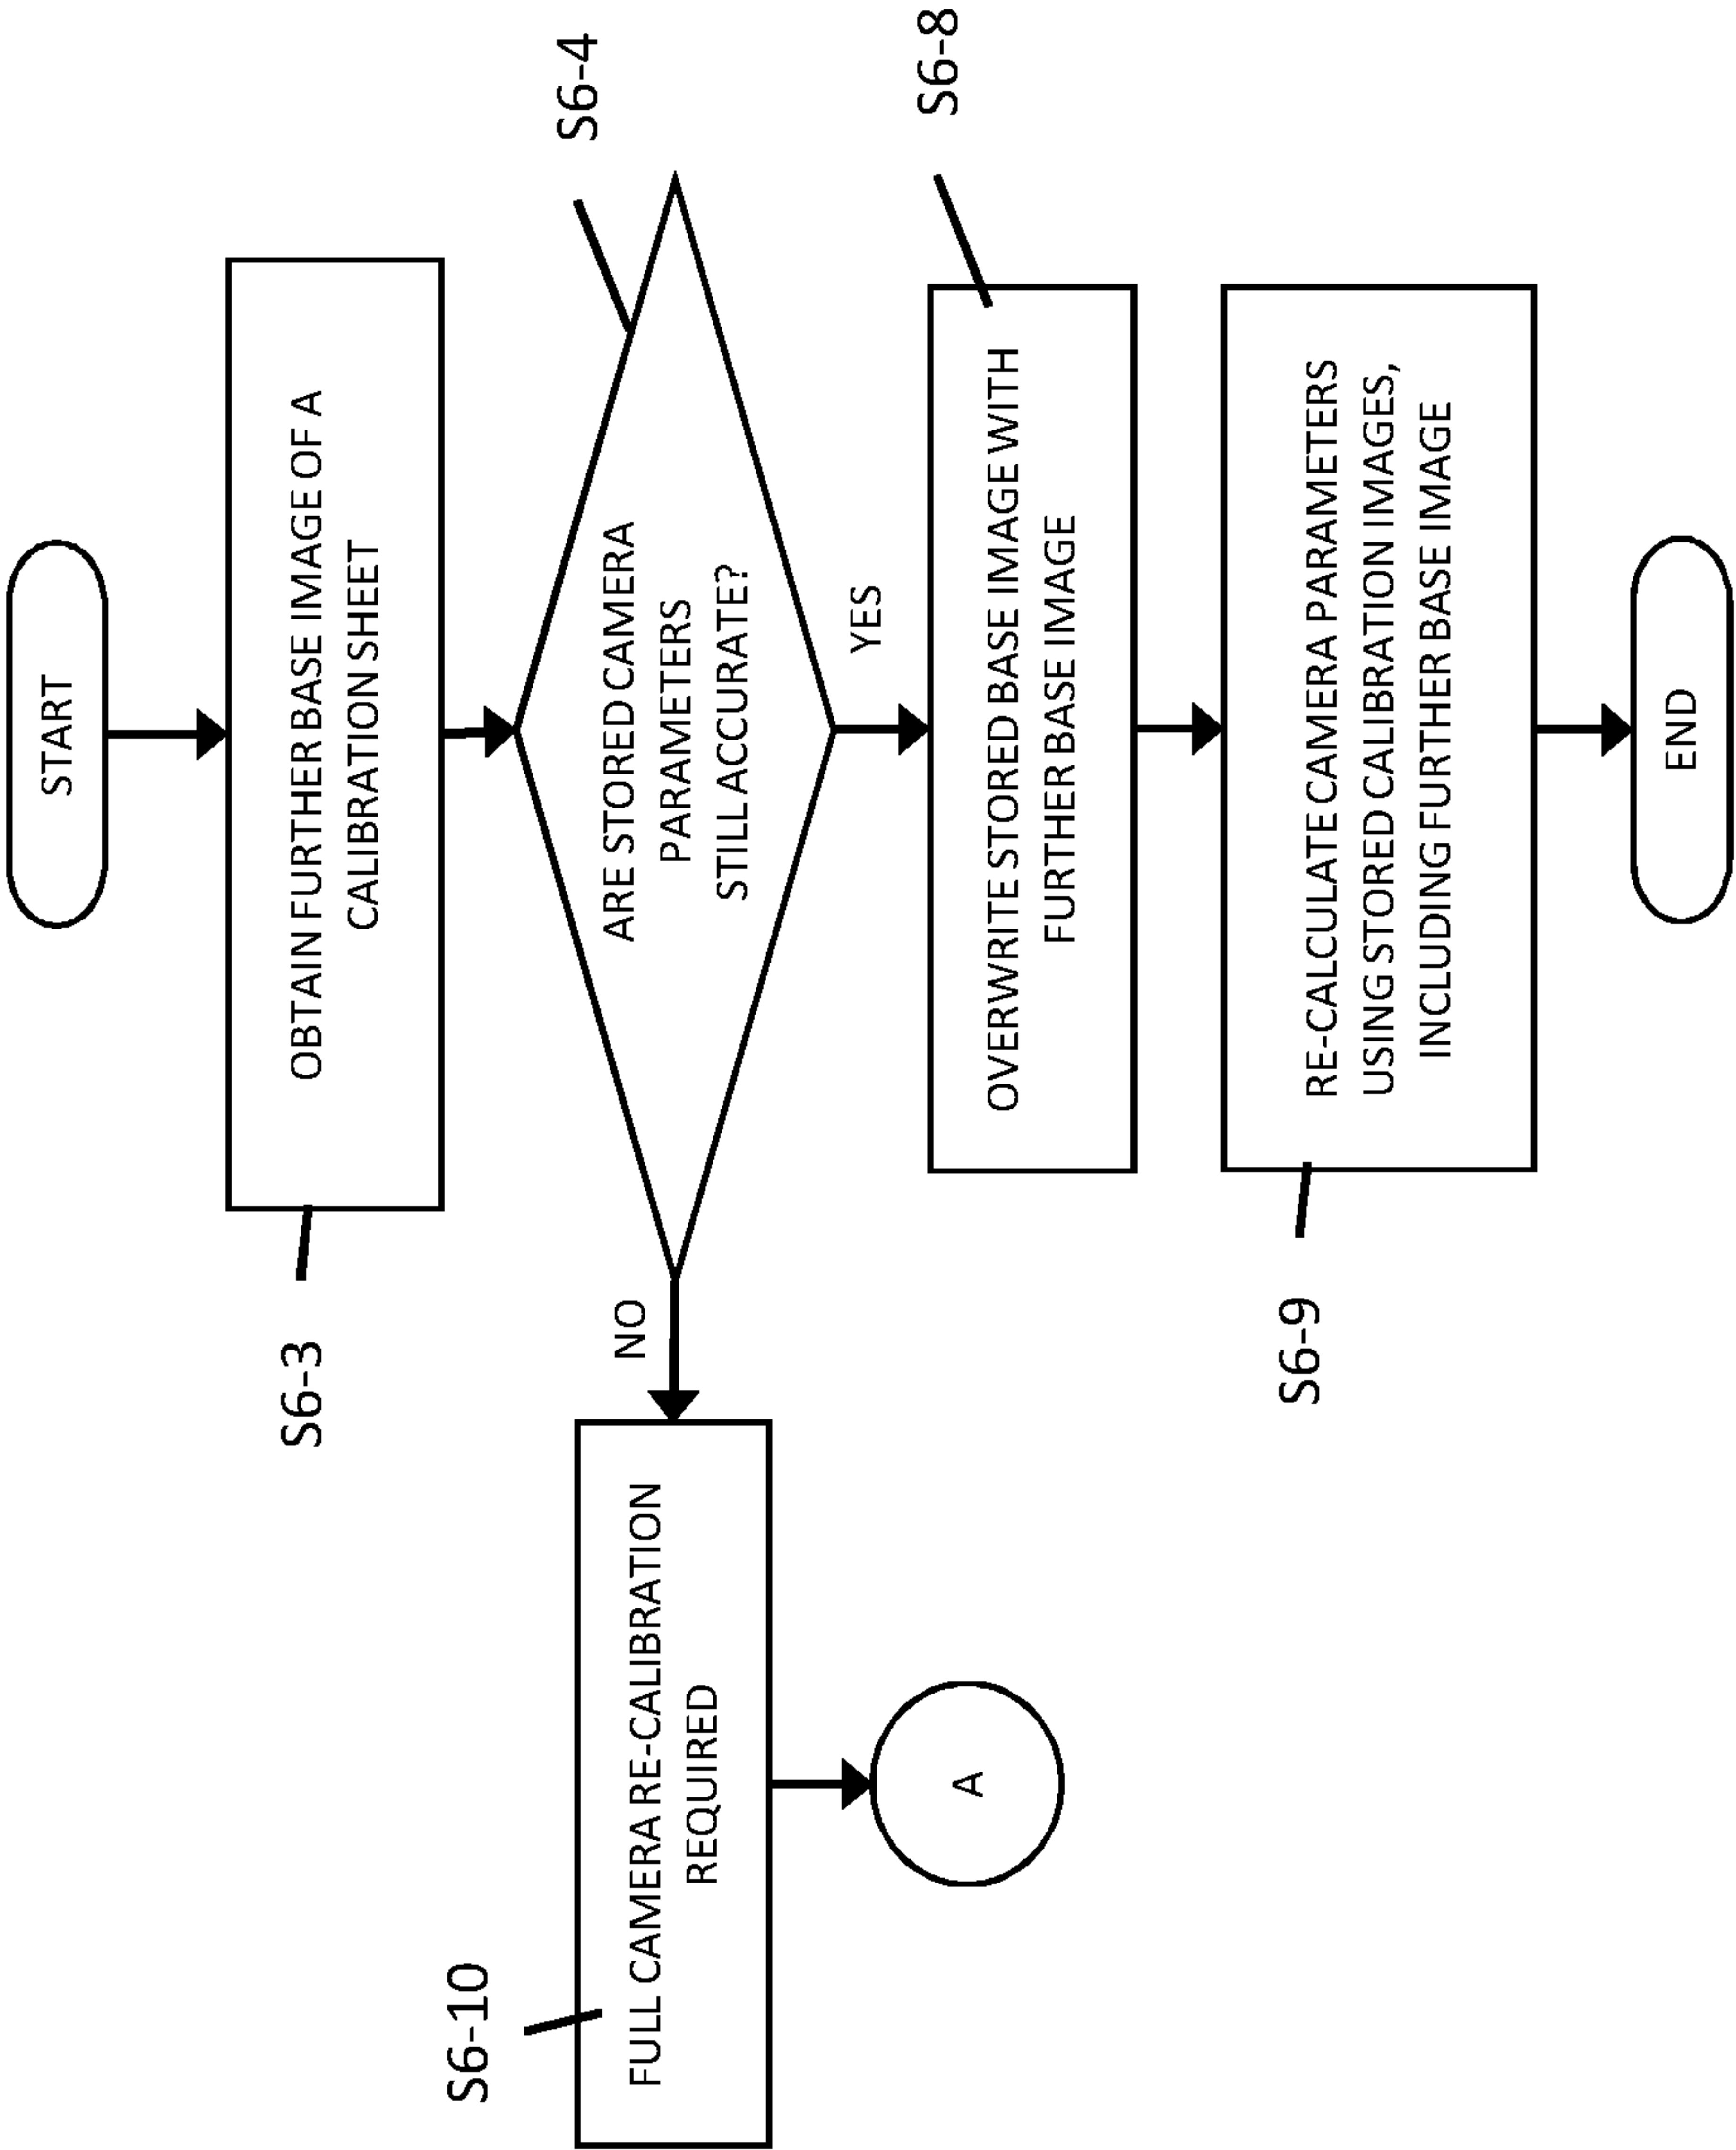 START
OBTAIN FURTHER BASE IMAGE OF A
CALIBRATION SHEET
S6-3
ARE STORED CAMERA
PARAMETERS
STILL ACCURATE?
S6-4
NO
YES
FULL CAMERA RE-CALIBRATION
REQUIRED
S6-10
A
OVERWRITE STORED BASE IMAGE WITH
FURTHER BASE IMAGE
S6-8
RE-CALCULATE CAMERA PARAMETERS
USING STORED CALIBRATION IMAGES,
INCLUDING FURTHER BASE IMAGE
S6-9
END